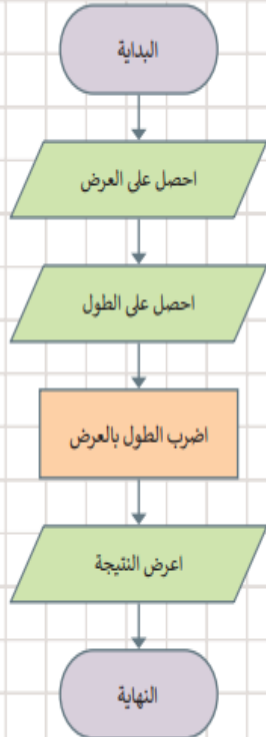 البداية
احصل على العرض
احصل على الطول
اضرب الطول بالعرض
اعرض النتيجة
النهاية